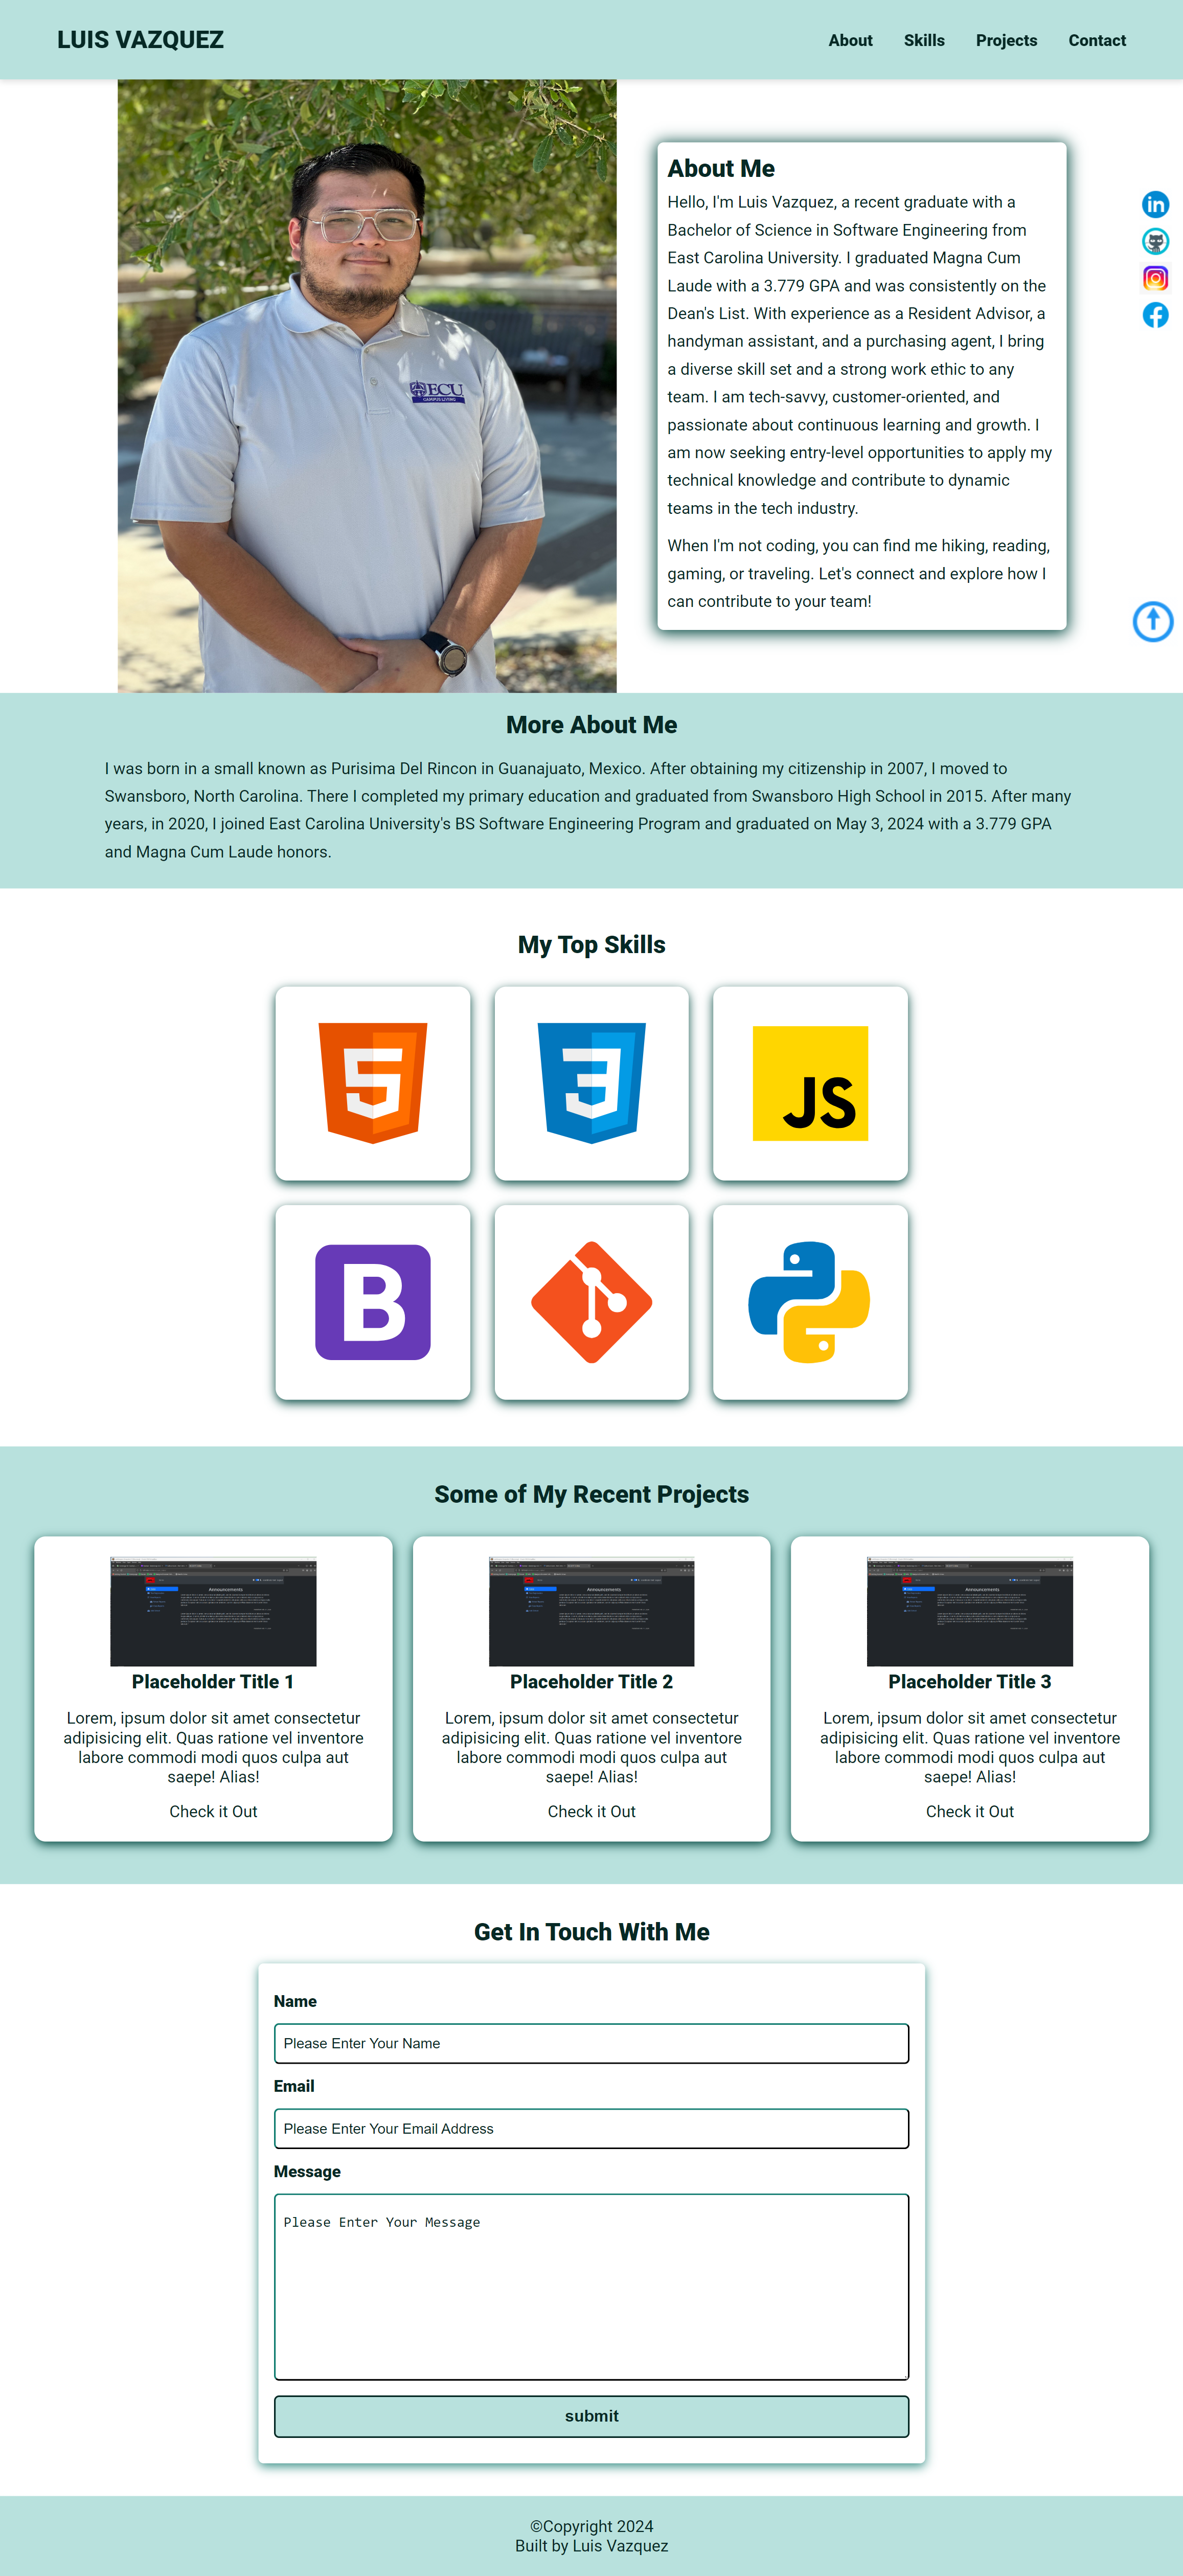 LUIS VAZQUEZ
About
Skills
Projects
Contact
ECU
CAMPUS LIVING
About Me
Hello, I'm Luis Vazquez, a recent graduate with a
Bachelor of Science in Software Engineering from
East Carolina University. I graduated Magna Cum
Laude with a 3.779 GPA and was consistently on the
Dean's List. With experience as a Resident Advisor, a
handyman assistant, and a purchasing agent, I bring
a diverse skill set and a strong work ethic to any
team. I am tech-savvy, customer-oriented, and
passionate about continuous learning and growth. I
am now seeking entry-level opportunities to apply my
technical knowledge and contribute to dynamic
teams in the tech industry.
When I'm not coding, you can find me hiking, reading,
gaming, or traveling. Let's connect and explore how I
can contribute to your team!
in
More About Me
I was born in a small known as Purisima Del Rincon in Guanajuato, Mexico. After obtaining my citizenship in 2007, I moved to
Swansboro, North Carolina. There I completed my primary education and graduated from Swansboro High School in 2015. After many
years, in 2020, I joined East Carolina University's BS Software Engineering Program and graduated on May 3, 2024 with a 3.779 GPA
and Magna Cum Laude honors.
My Top Skills
5
3
JS
B
Some of My Recent Projects
Announcements
Placeholder Title 1
Lorem, ipsum dolor sit amet consectetur
adipisicing elit. Quas ratione vel inventore
labore commodi modi quos culpa aut
saepe! Alias!
Check it Out
Announcements
Placeholder Title 2
Lorem, ipsum dolor sit amet consectetur
adipisicing elit. Quas ratione vel inventore
labore commodi modi quos culpa aut
saepe! Alias!
Check it Out
Announcements
Placeholder Title 3
Lorem, ipsum dolor sit amet consectetur
adipisicing elit. Quas ratione vel inventore
labore commodi modi quos culpa aut
saepe! Alias!
Check it Out
Get In Touch With Me
Name
Please Enter Your Name
Email
Please Enter Your Email Address
Message
Please Enter Your Message
submit
©Copyright 2024
Built by Luis Vazquez